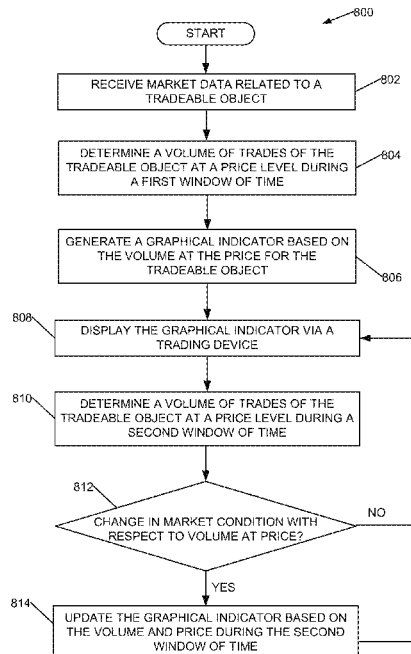 800
START
RECEIVE MARKET DATA RELATED TO A
TRADEABLE OBJECT
802
DETERMINE A VOLUME OF TRADES OF THE
TRADEABLE OBJECT AT A PRICE LEVEL DURING
A FIRST WINDOW OF TIME
804
GENERATE A GRAPHICAL INDICATOR BASED ON
THE VOLUME AT THE PRICE FOR THE
TRADEABLE OBJECT
806
808
DISPLAY THE GRAPHICAL INDICATOR VIA A
TRADING DEVICE
810
DETERMINE A VOLUME OF TRADES OF THE
TRADEABLE OBJECT AT A PRICE LEVEL DURING A
SECOND WINDOW OF TIME
812
CHANGE IN MARKET CONDITION WITH
RESPECT TO VOLUME AT PRICE?
NO
YES
814
UPDATE THE GRAPHICAL INDICATOR BASED ON
THE VOLUME AND PRICE DURING THE SECOND
WINDOW OF TIME